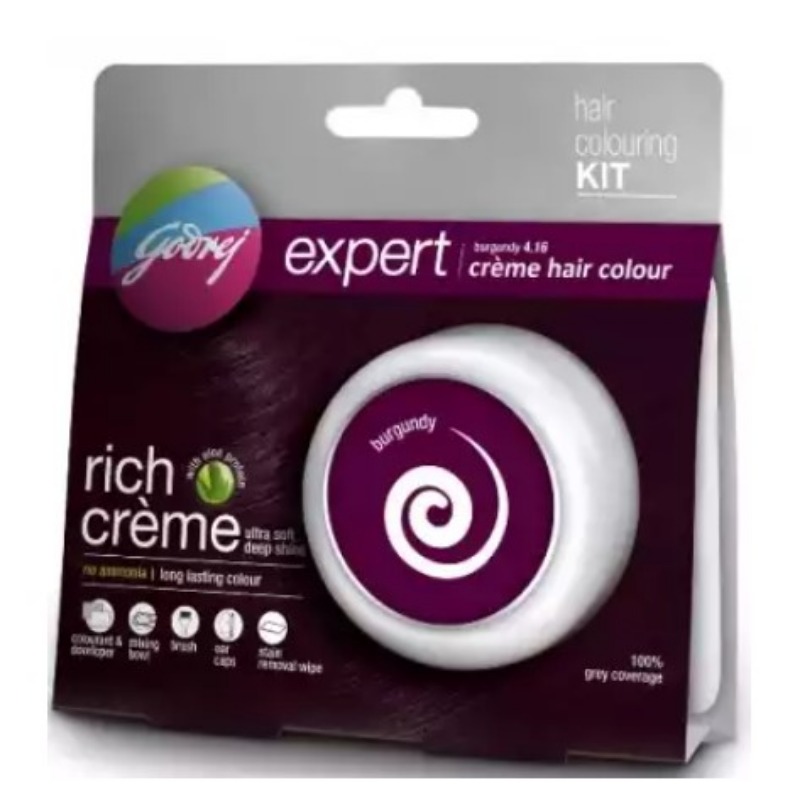 hair
colouring
KIT
Godrej
expert
burgundy 4.16
crème hair colour
burgundy
rich
crème
with aloe protein
ultra soft
deep shine
no ammonia | long lasting colour
colourant &
developer
mixing
bowl
brush
ear
caps
stain
removal wipe
100%
grey coverage